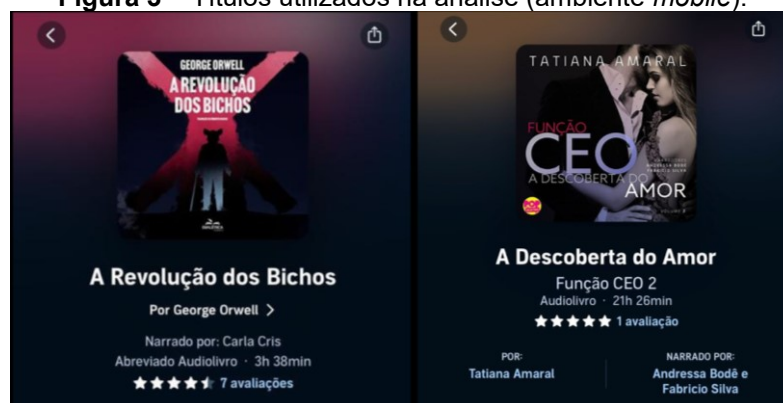 Figura 3 – Títulos utilizados na análise (ambiente mobile).
GEORGE ORWELL
A REVOLUÇÃO
DOS BICHOS
A Revolução dos Bichos
Por George Orwell >
Narrado por: Carla Cris
Abreviado Audiolivro · 3h 38min
7 avaliações
TATIANA AMARAL
FUNÇÃO
CEO
A DESCOBERTA DO
AMOR
A Descoberta do Amor
Função CEO 2
Audiolivro · 21h 26min
1 avaliação
POR:
Tatiana Amaral
NARRADO POR:
Andressa Bodê e
Fabricio Silva